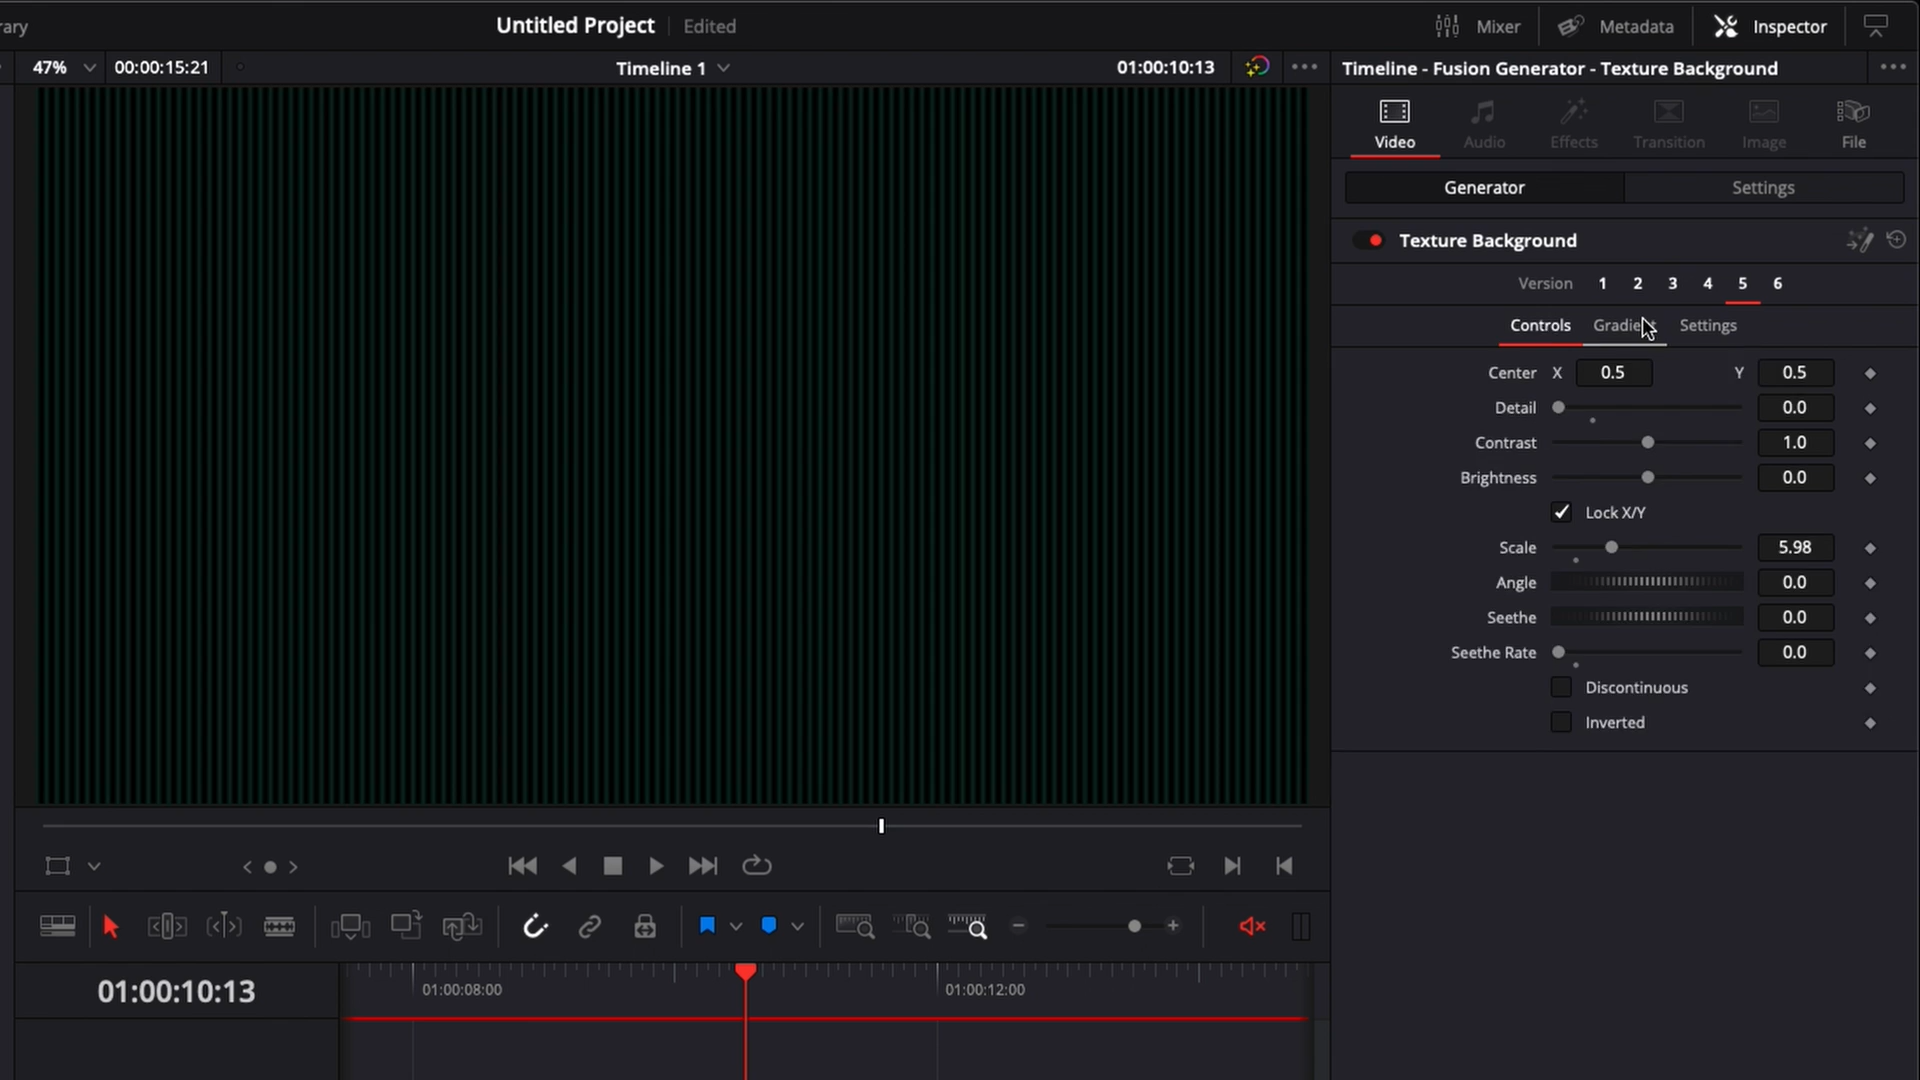 rary
Untitled Project
Edited
Mixer
Metadata
Inspector
47%
00:00:15:21
Timeline 1
01:00:10:13
Timeline - Fusion Generator - Texture Background
Video
Audio
Effects
Transition
Image
File
Generator
Settings
Texture Background
Version 1 2 3 4 5 6
Controls Gradient Settings
Center X 0.5 Y 0.5
Detail 0.0
Contrast 1.0
Brightness 0.0
Lock X/Y
Scale 5.98
Angle 0.0
Seethe 0.0
Seethe Rate 0.0
Discontinuous
Inverted
01:00:10:13
01:00:08:00
01:00:12:00